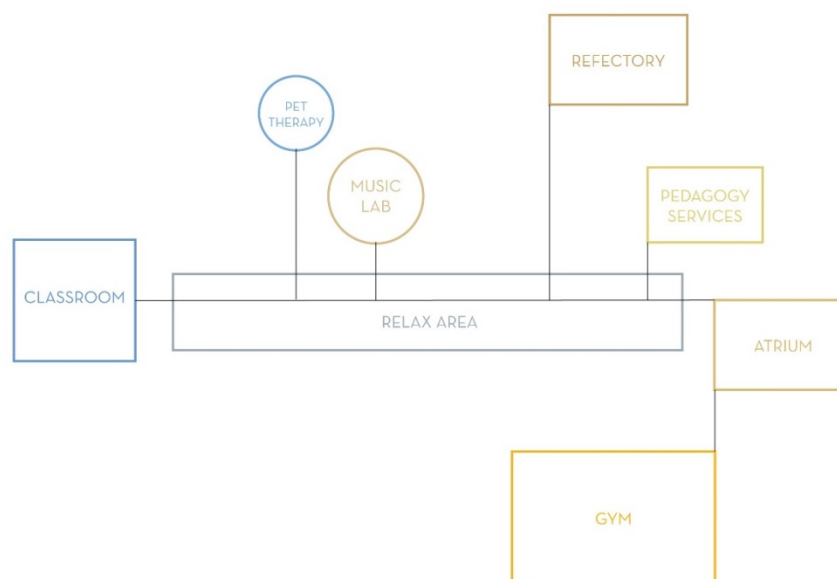 REFECTORY
PET
THERAPY
MUSIC
LAB
PEDAGOGY
SERVICES
CLASSROOM
RELAX AREA
ATRIUM
GYM